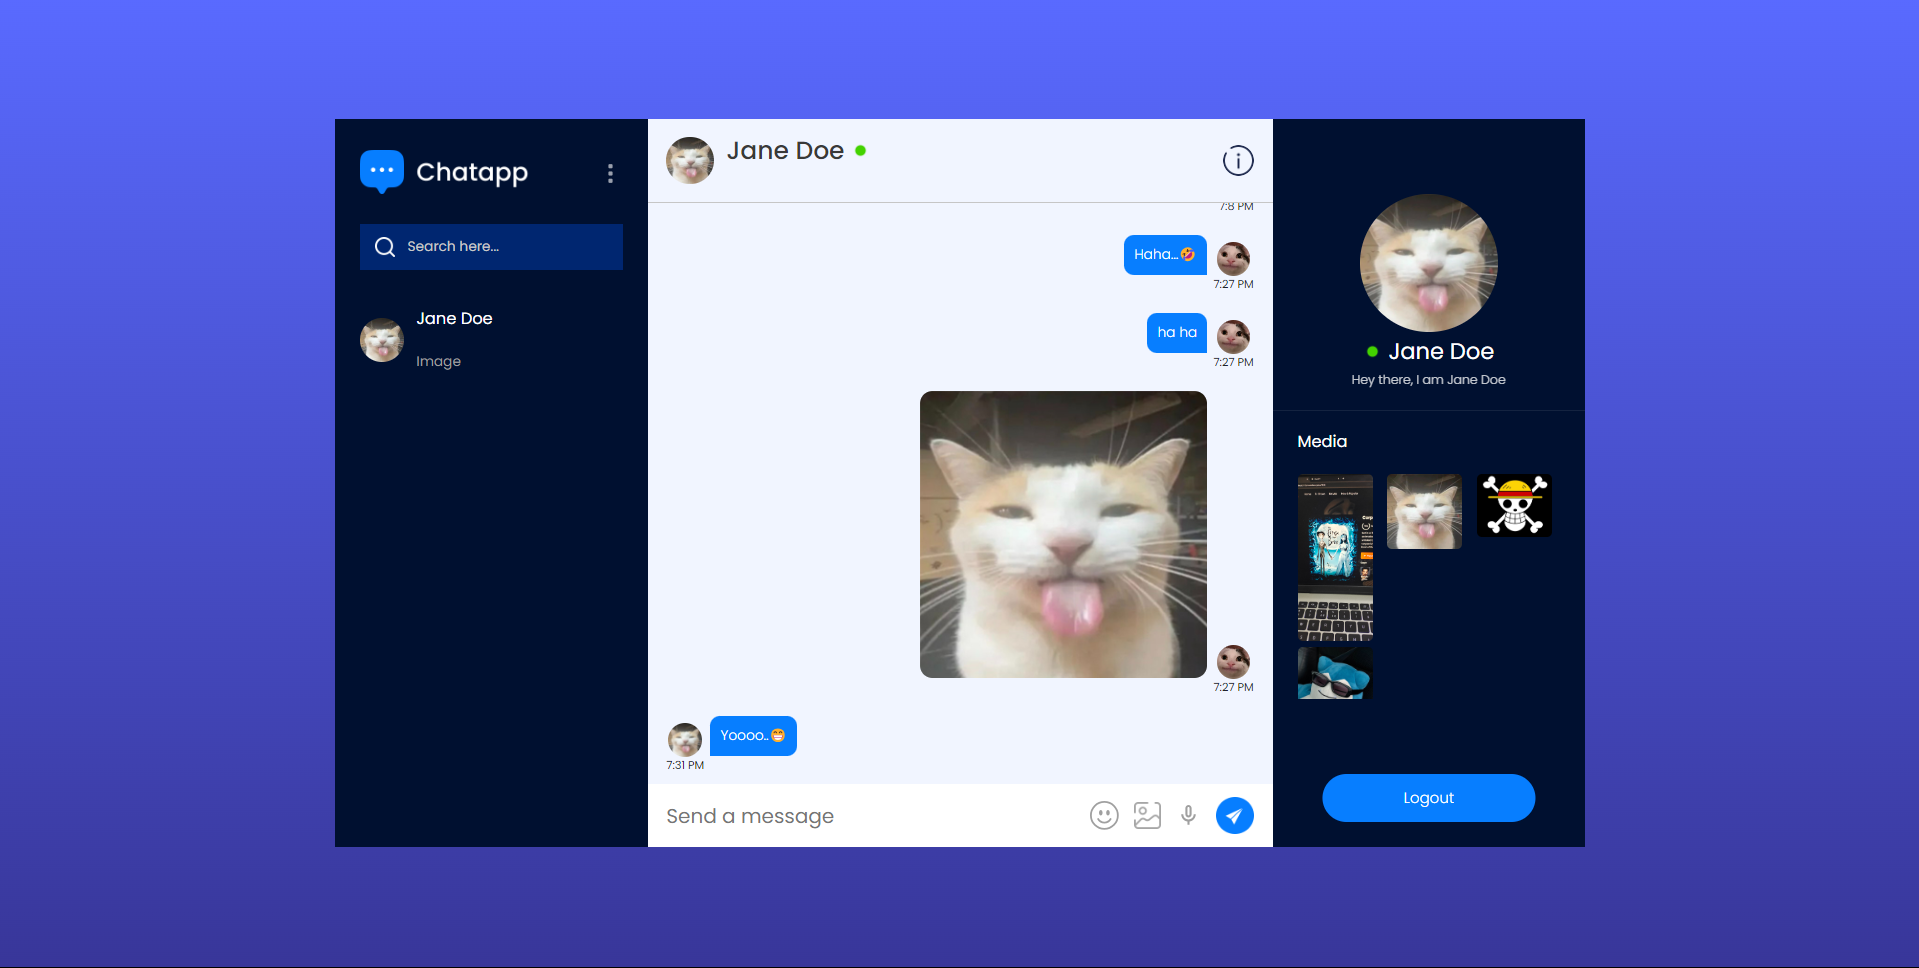 Chatapp
Search here...
Jane Doe
Image
Jane Doe
7:8 PM
Haha...🤣
7:27 PM
ha ha
7:27 PM
7:27 PM
Yoooo..😁
7:31 PM
Send a message
Jane Doe
Hey there, I am Jane Doe
Media
Logout